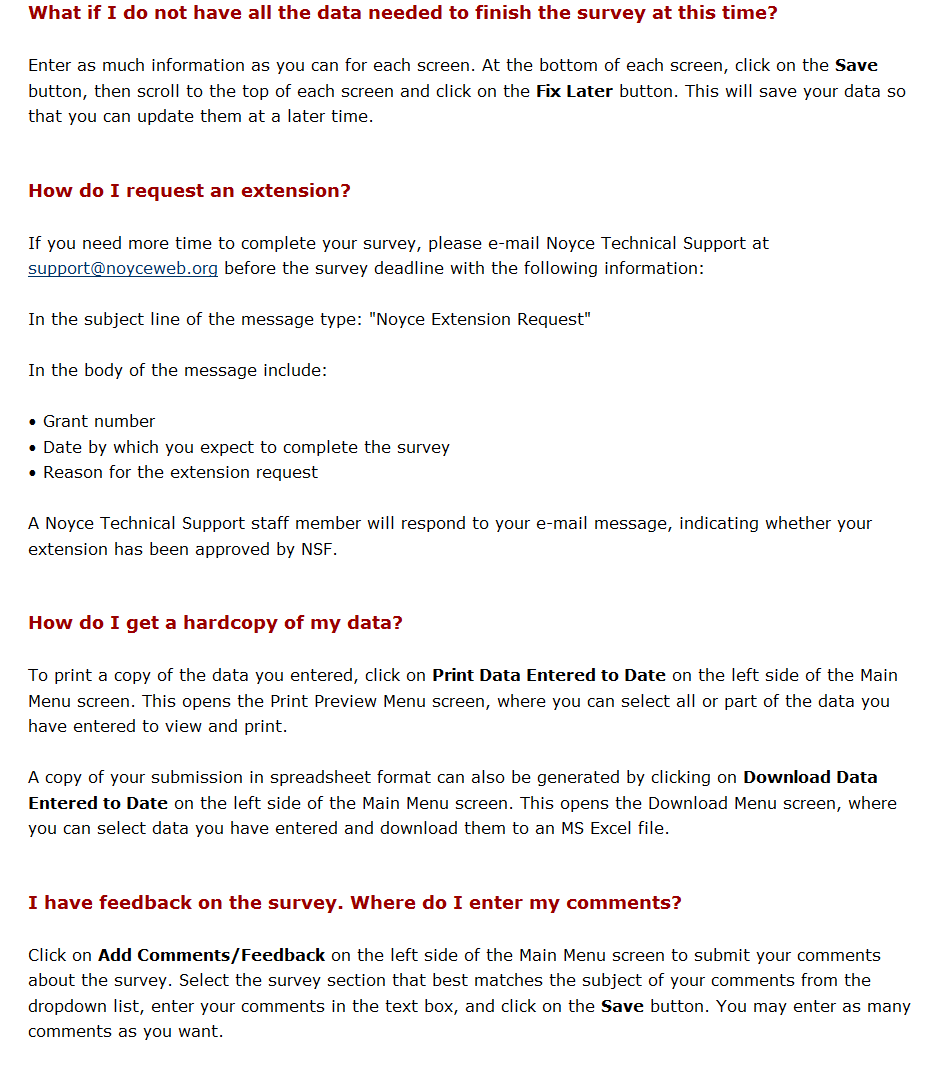 What if I do not have all the data needed to finish the survey at this time?
Enter as much information as you can for each screen. At the bottom of each screen, click on the Save
button, then scroll to the top of each screen and click on the Fix Later button. This will save your data so
that you can update them at a later time.
How do I request an extension?
If you need more time to complete your survey, please e-mail Noyce Technical Support at
support@noyceweb.org before the survey deadline with the following information:
In the subject line of the message type: "Noyce Extension Request"
In the body of the message include:
• Grant number
• Date by which you expect to complete the survey
• Reason for the extension request
A Noyce Technical Support staff member will respond to your e-mail message, indicating whether your
extension has been approved by NSF.
How do I get a hardcopy of my data?
To print a copy of the data you entered, click on Print Data Entered to Date on the left side of the Main
Menu screen. This opens the Print Preview Menu screen, where you can select all or part of the data you
have entered to view and print.
A copy of your submission in spreadsheet format can also be generated by clicking on Download Data
Entered to Date on the left side of the Main Menu screen. This opens the Download Menu screen, where
you can select data you have entered and download them to an MS Excel file.
I have feedback on the survey. Where do I enter my comments?
Click on Add Comments/Feedback on the left side of the Main Menu screen to submit your comments
about the survey. Select the survey section that best matches the subject of your comments from the
dropdown list, enter your comments in the text box, and click on the Save button. You may enter as many
comments as you want.